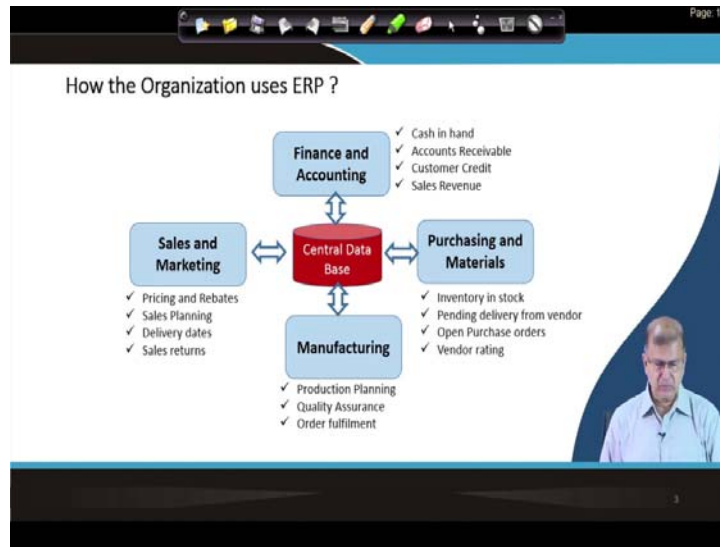 Page: 1
How the Organization uses ERP ?
Finance and
Accounting
✓ Cash in hand
✓ Accounts Receivable
✓ Customer Credit
✓ Sales Revenue
Sales and
Marketing
✓ Pricing and Rebates
✓ Sales Planning
✓ Delivery dates
✓ Sales returns
Central Data
Base
Purchasing and
Materials
✓ Inventory in stock
✓ Pending delivery from vendor
✓ Open Purchase orders
✓ Vendor rating
Manufacturing
✓ Production Planning
✓ Quality Assurance
✓ Order fulfilment
3